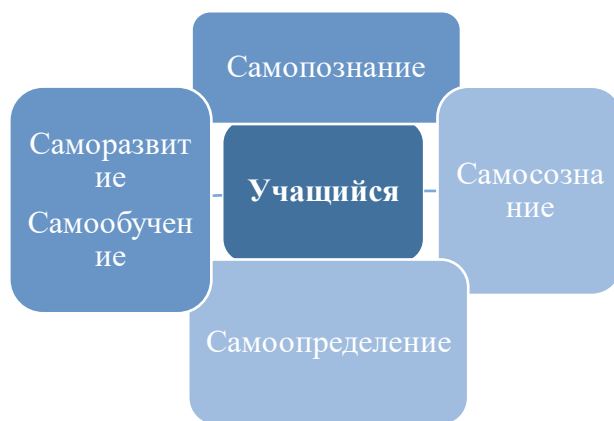 Самопознание
Саморазвит
ие
Самообучен
ие
Учащийся
Самосозна
ние
Самоопределение